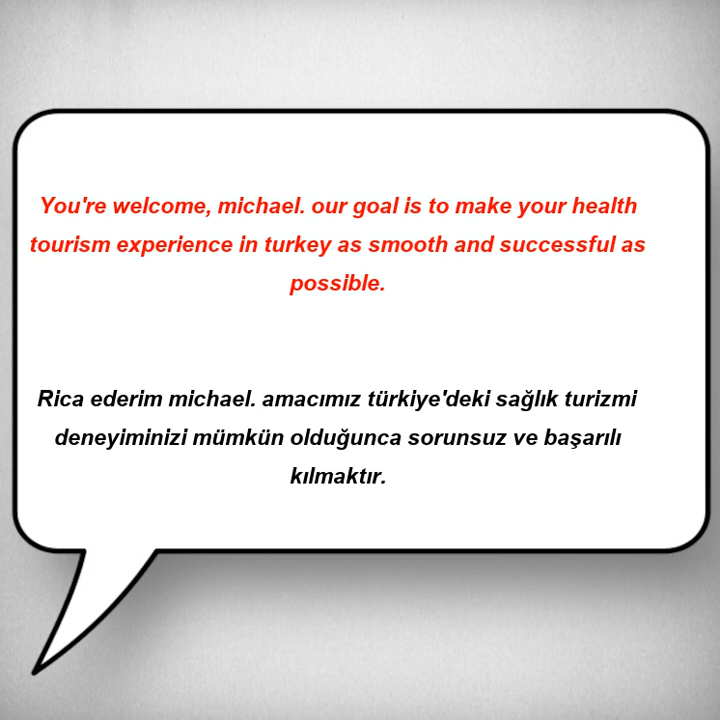 You're welcome, michael. our goal is to make your health
tourism experience in turkey as smooth and successful as
possible.
Rica ederim michael. amacımız türkiye'deki sağlık turizmi
deneyiminizi mümkün olduğunca sorunsuz ve başarılı
kılmaktır.